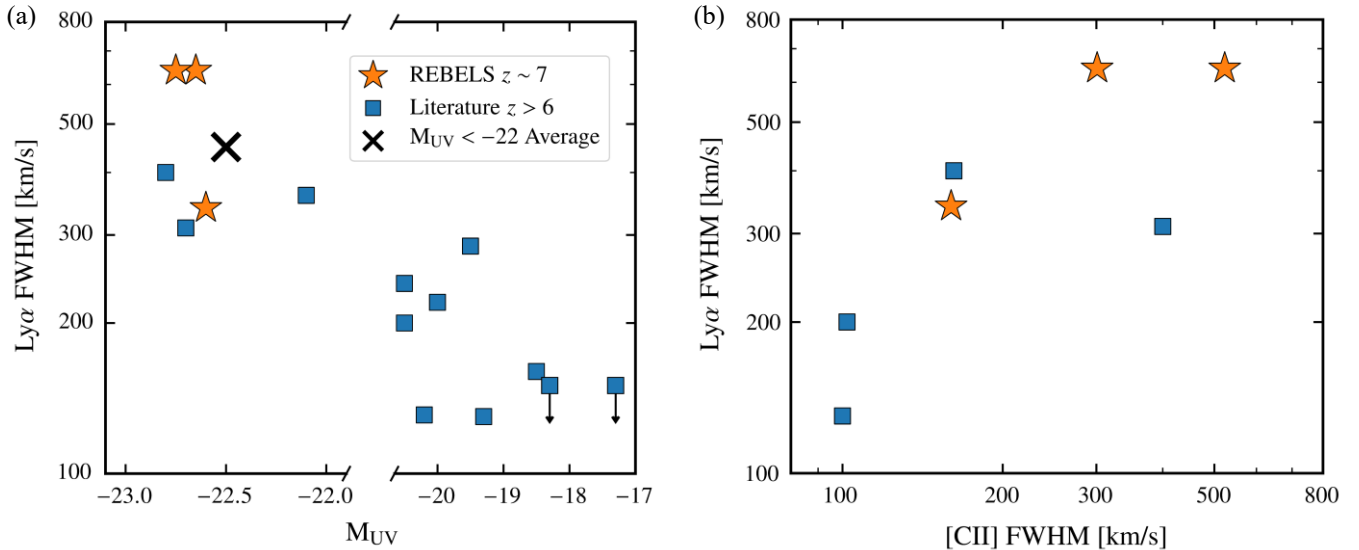 (a)
800
500
300
200
100
Lyα FWHM [km/s]
REBELS z ~ 7
Literature z > 6
M_UV < −22 Average
−23.0 −22.5 −22.0 −20 −19 −18 −17
M_UV
(b)
800
500
300
200
100
Lyα FWHM [km/s]
100 200 300 500 800
[CII] FWHM [km/s]